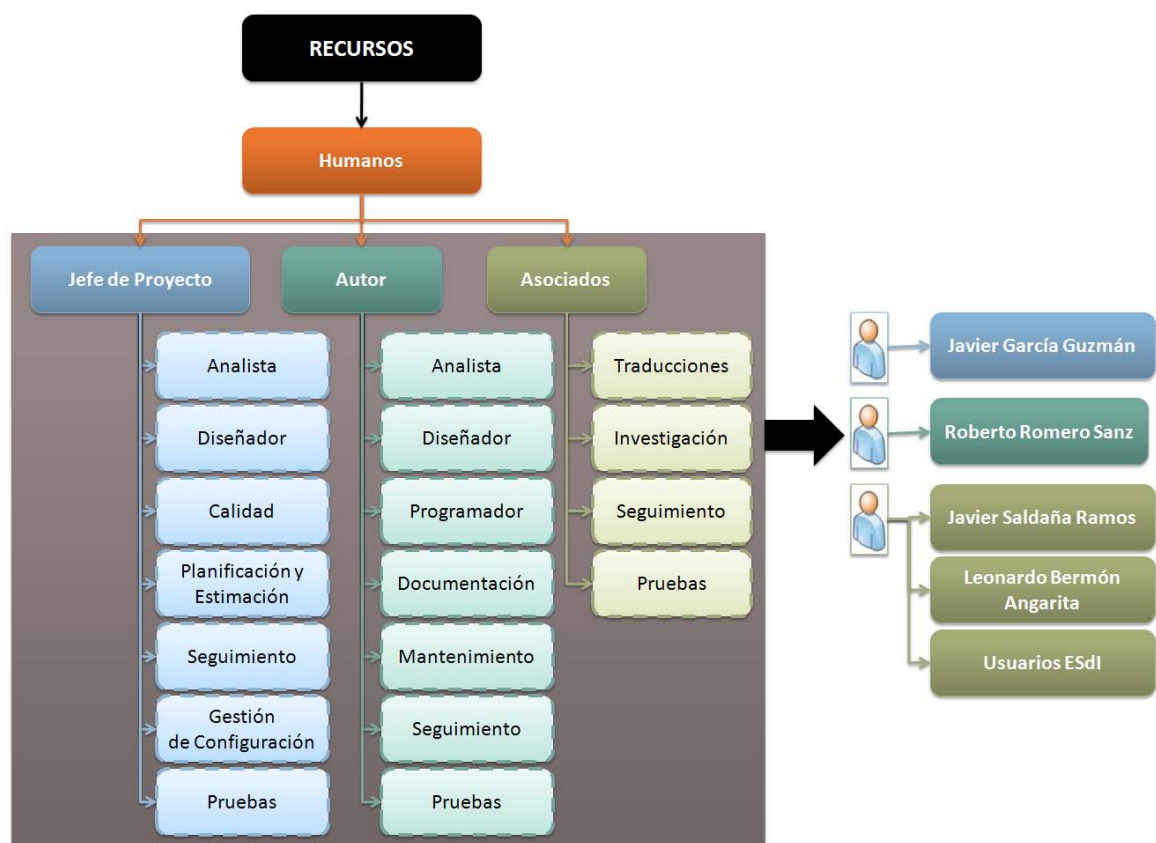 RECURSOS
Humanos
Jefe de Proyecto
Analista
Diseñador
Calidad
Planificación y
Estimación
Seguimiento
Gestión
de Configuración
Pruebas
Autor
Analista
Diseñador
Programador
Documentación
Mantenimiento
Seguimiento
Pruebas
Asociados
Traducciones
Investigación
Seguimiento
Pruebas
Javier García Guzmán
Roberto Romero Sanz
Javier Saldaña Ramos
Leonardo Bermón
Angarita
Usuarios ESdI